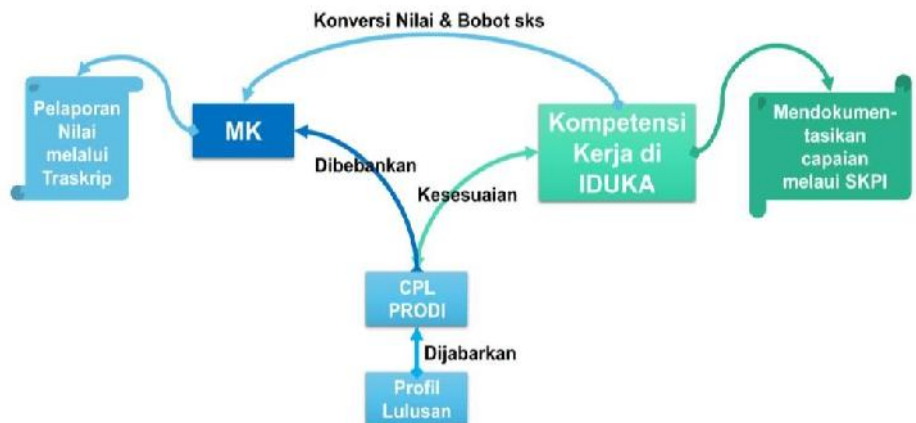 Konversi Nilai & Bobot sks
Pelaporan
Nilai
melalui
Traskrip
MK
Kompetensi
Kerja di
IDUKA
Mendokumen-
tasikan
capaian
melaui SKPI
Dibebankan
Kesesuaian
CPL
PRODI
Dijabarkan
Profil
Lulusan